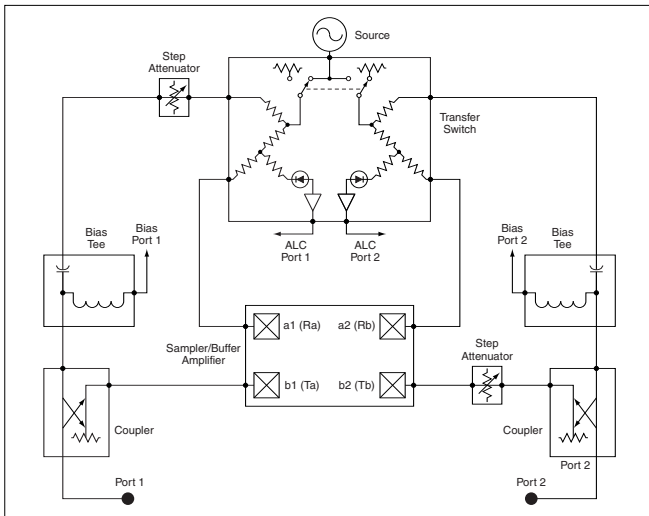 Source
Step
Attenuator
Transfer
Switch
Bias
Tee
Bias
Port 1
ALC
Port 1
ALC
Port 2
Bias
Port 2
Bias
Tee
a1 (Ra)
a2 (Rb)
Sampler/Buffer
Amplifier
Step
Attenuator
b1 (Ta)
b2 (Tb)
Coupler
Coupler
Port 2
Port 1
Port 2